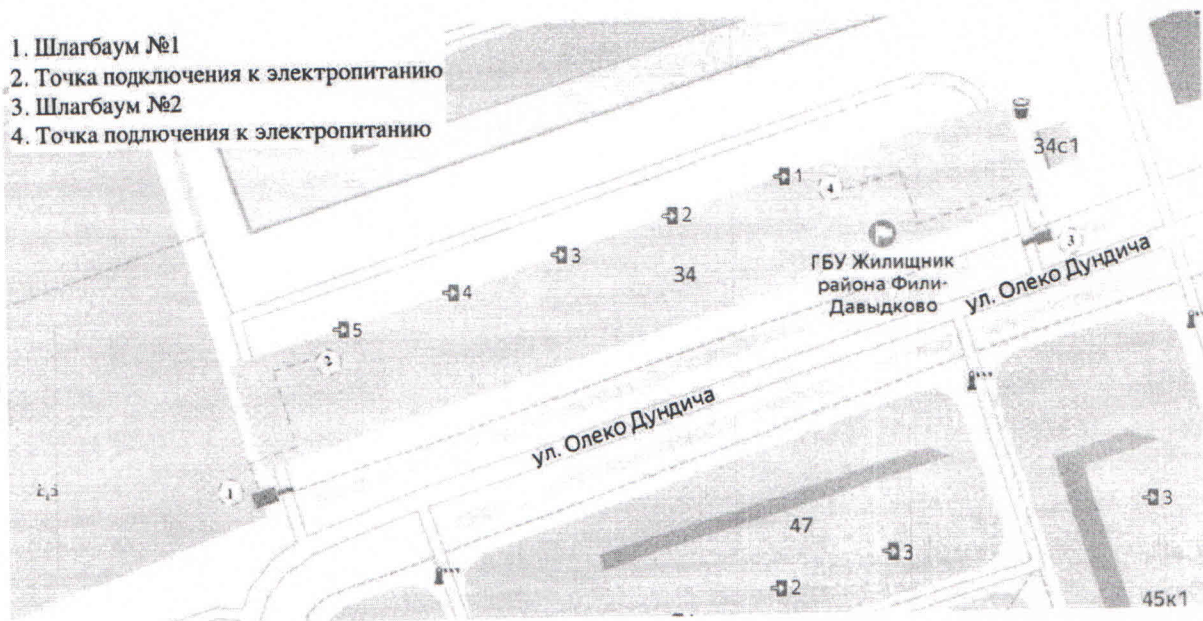 1. Шлагбаум №1
2. Точка подключения к электропитанию
3. Шлагбаум №2
4. Точка подлючения к электропитанию
34с1
1
4
2
3
34
ГБУ Жилищник
района Фили-
Давыдково
3
ул. Олеко Дундича
4
5
2
ул. Олеко Дундича
1
47
3
3
2
45к1